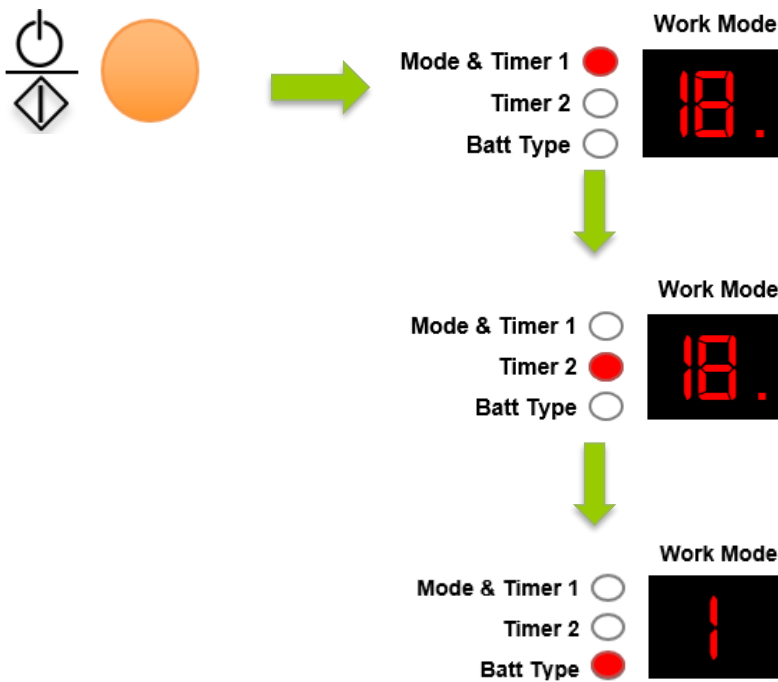 Work Mode
Mode & Timer 1
18.
Timer 2
Batt Type
Work Mode
Mode & Timer 1
18.
Timer 2
Batt Type
Work Mode
Mode & Timer 1
1
Timer 2
Batt Type